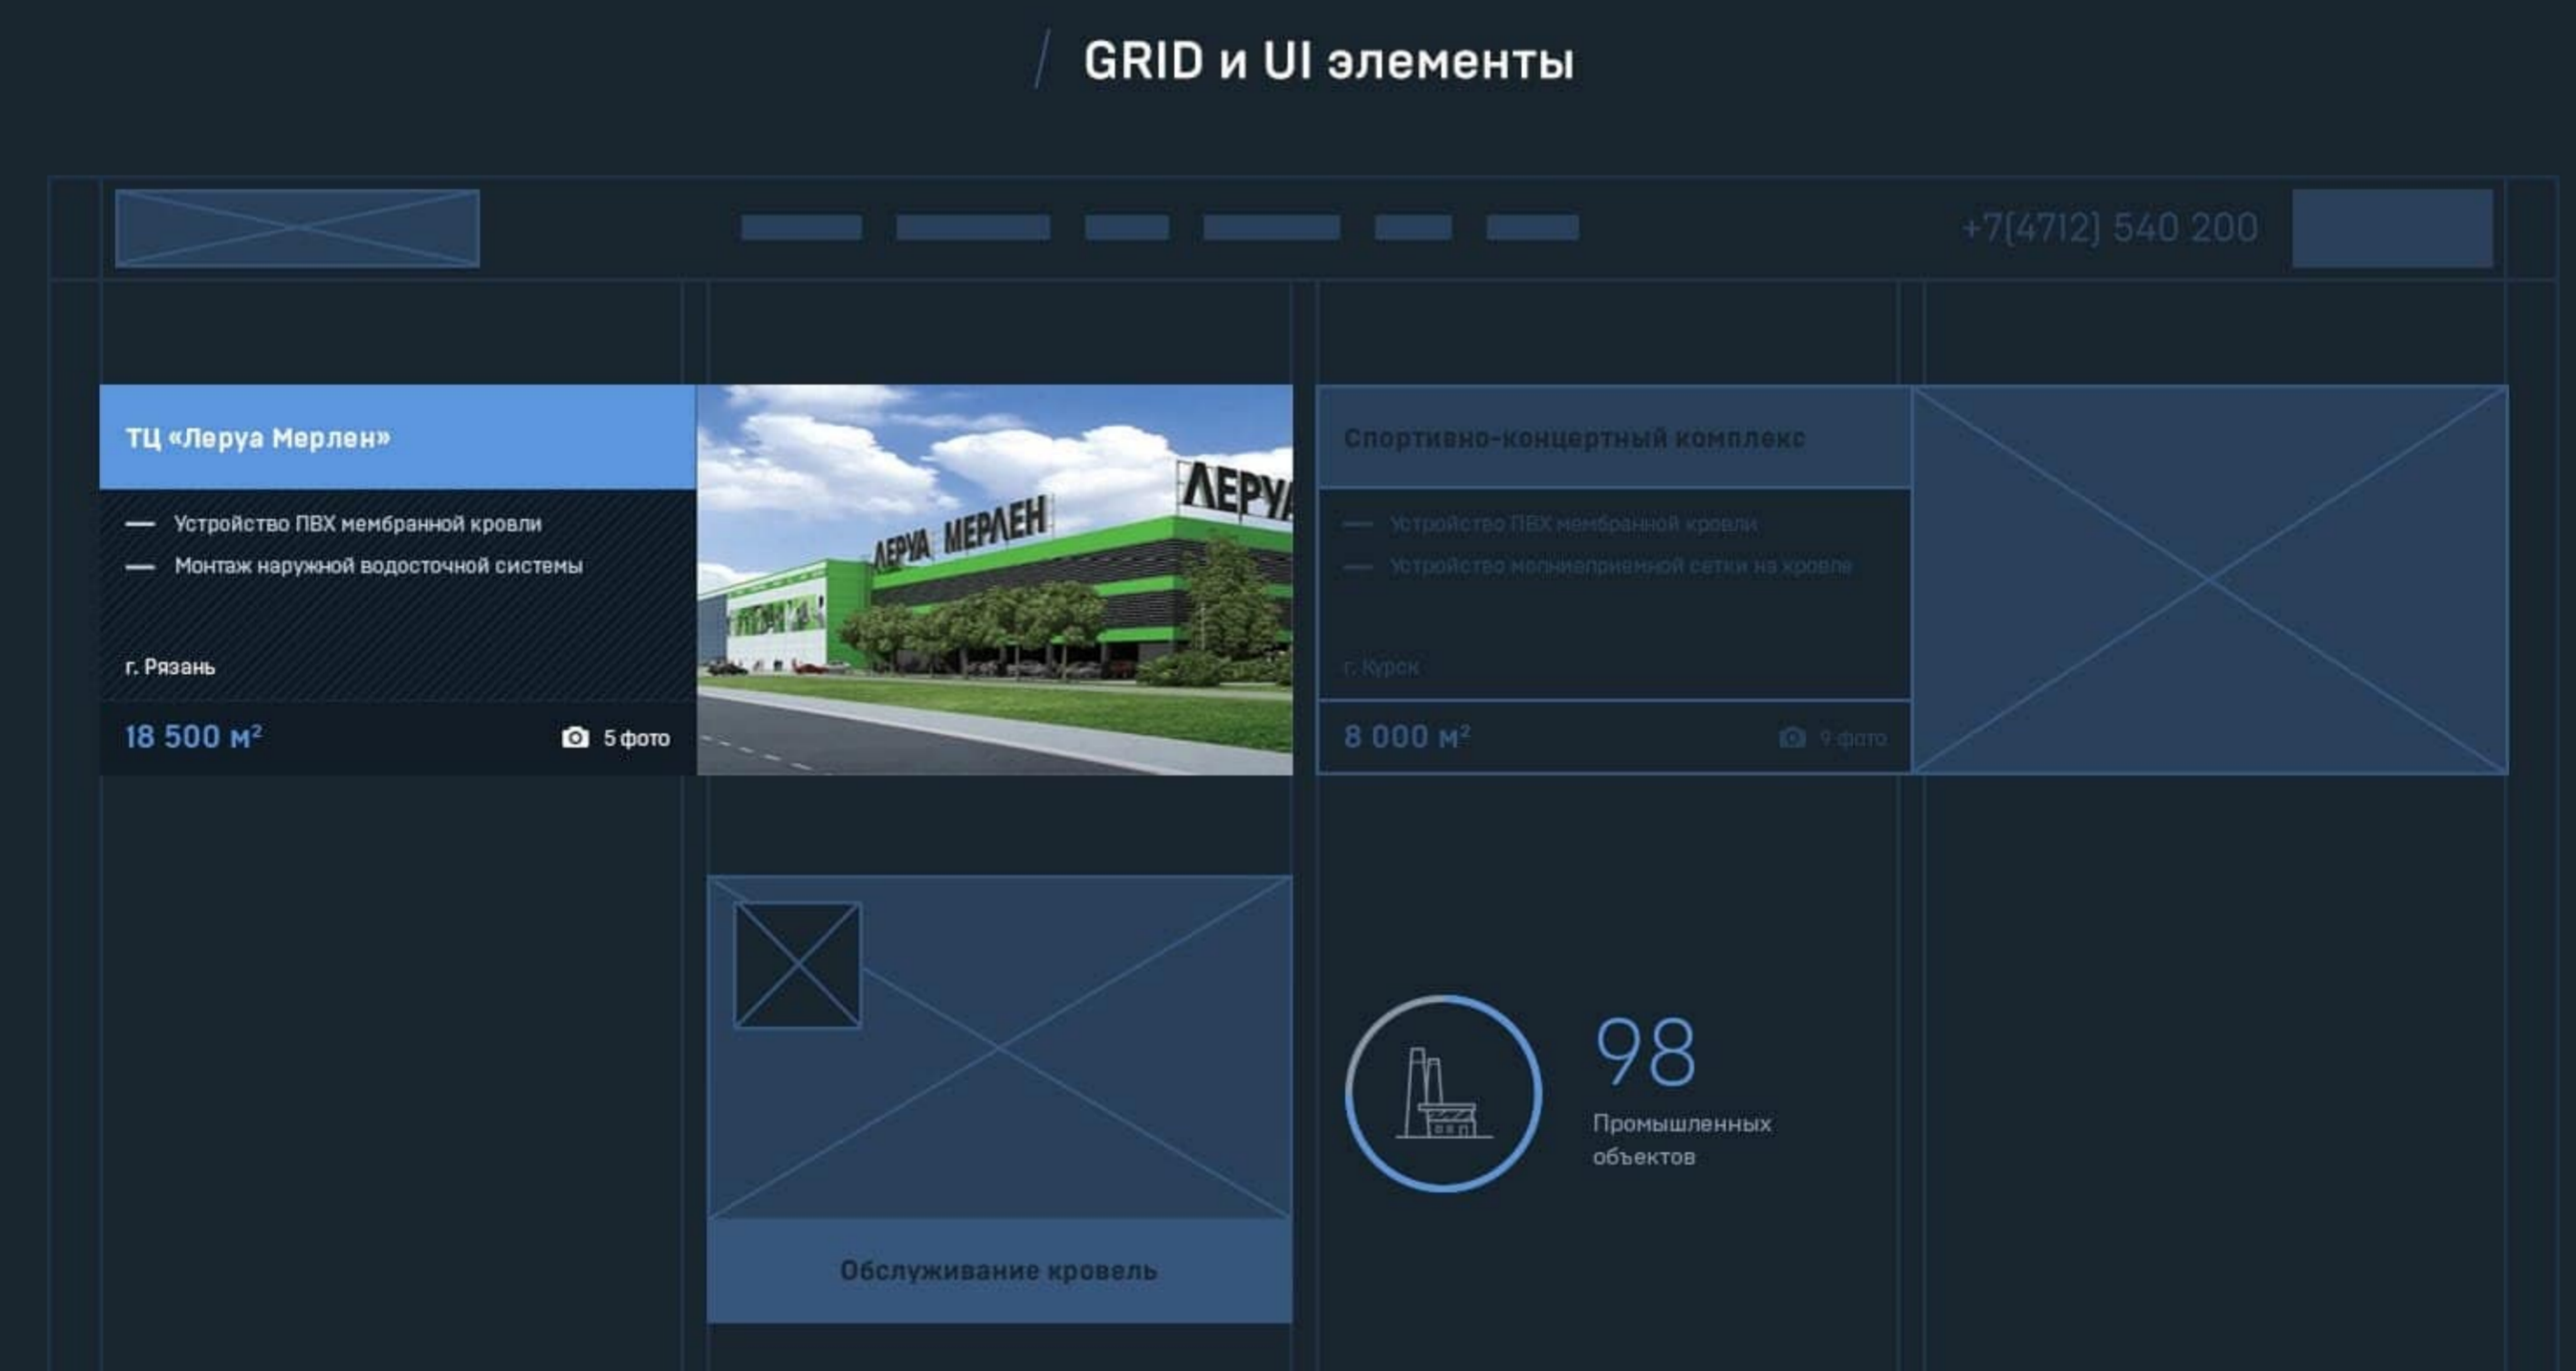 / GRID и UI элементы
+7(4712) 540 200
ТЦ «Леруа Мерлен»
— Устройство ПВХ мембранной кровли
— Монтаж наружной водосточной системы
г. Рязань
18 500 м²
5 фото
ЛЕРУА МЕРЛЕН
ЛЕРУА
Спортивно-концертный комплекс
— Устройство ПВХ мембранной кровли
— Устройство молниеприемной сетки на кровле
г. Курск
8 000 м²
9 фото
Обслуживание кровель
98
Промышленных
объектов